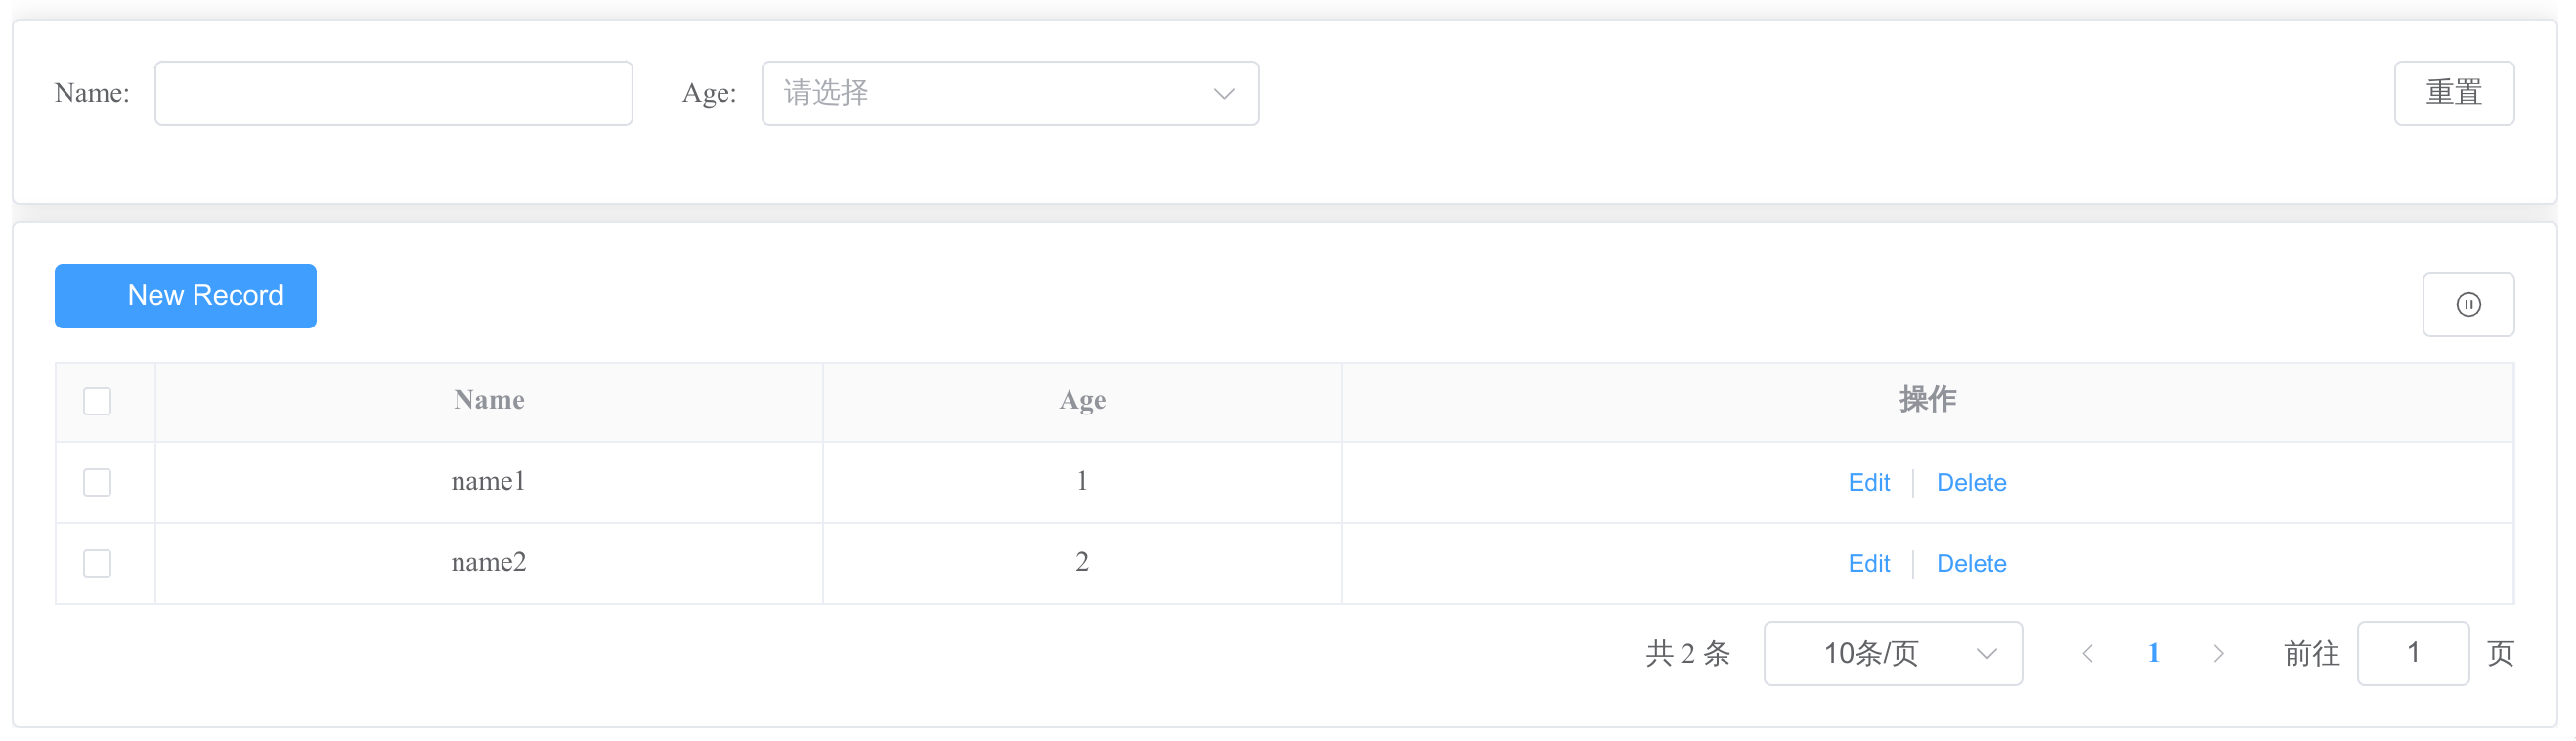 Name: Age: 请选择 重置
New Record
Name Age 操作
name1 1 Edit Delete
name2 2 Edit Delete
共 2 条 10条/页 1 前往 1 页